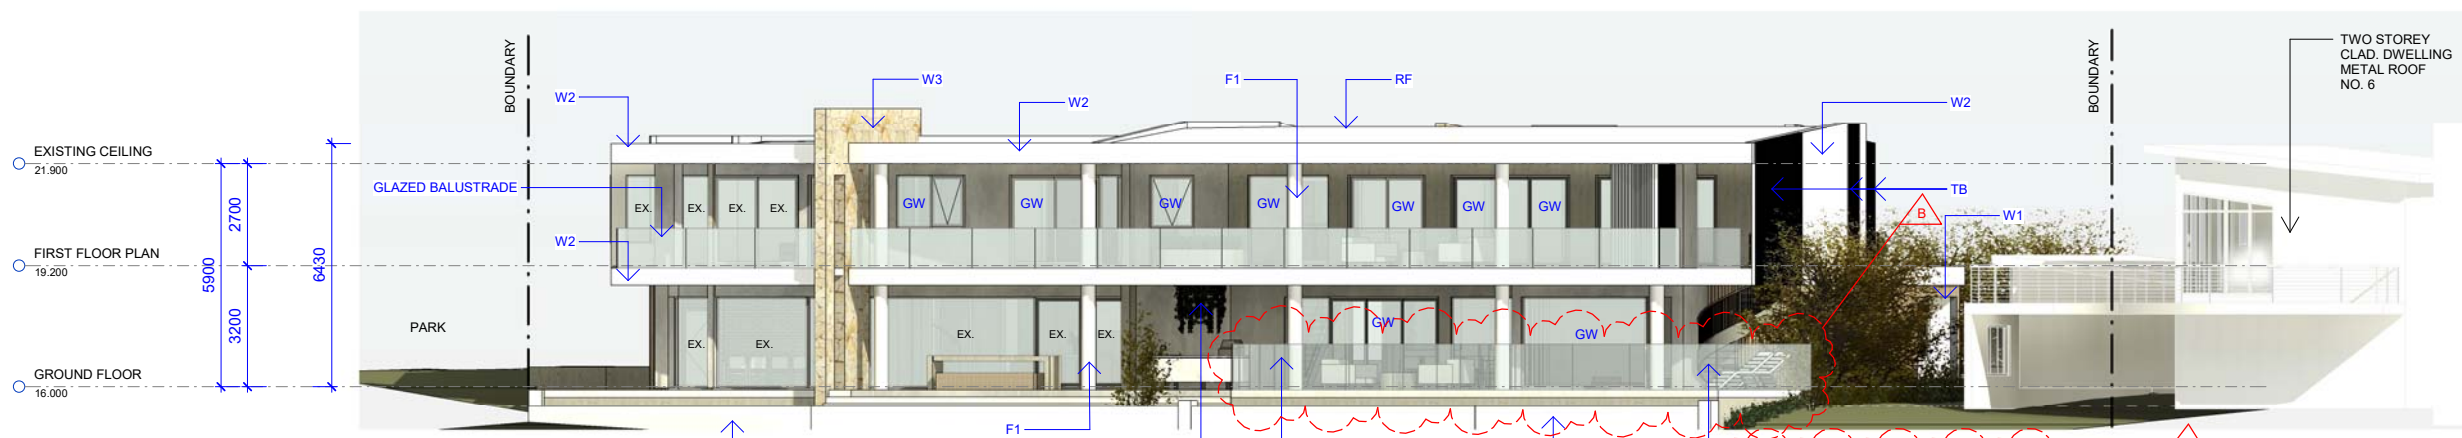 TWO STOREY
CLAD. DWELLING
METAL ROOF
NO. 6
BOUNDARY
BOUNDARY
W3
F1
RF
W2
W2
W2
EXISTING CEILING
21.900
GLAZED BALUSTRADE
TB
EX.
EX.
EX.
EX.
GW
GW
GW
GW
GW
GW
GW
B
W1
2700
W2
FIRST FLOOR PLAN
19.200
5900
6430
3200
PARK
EX.
EX.
EX.
EX.
EX.
GW
GW
GROUND FLOOR
16.000
F1